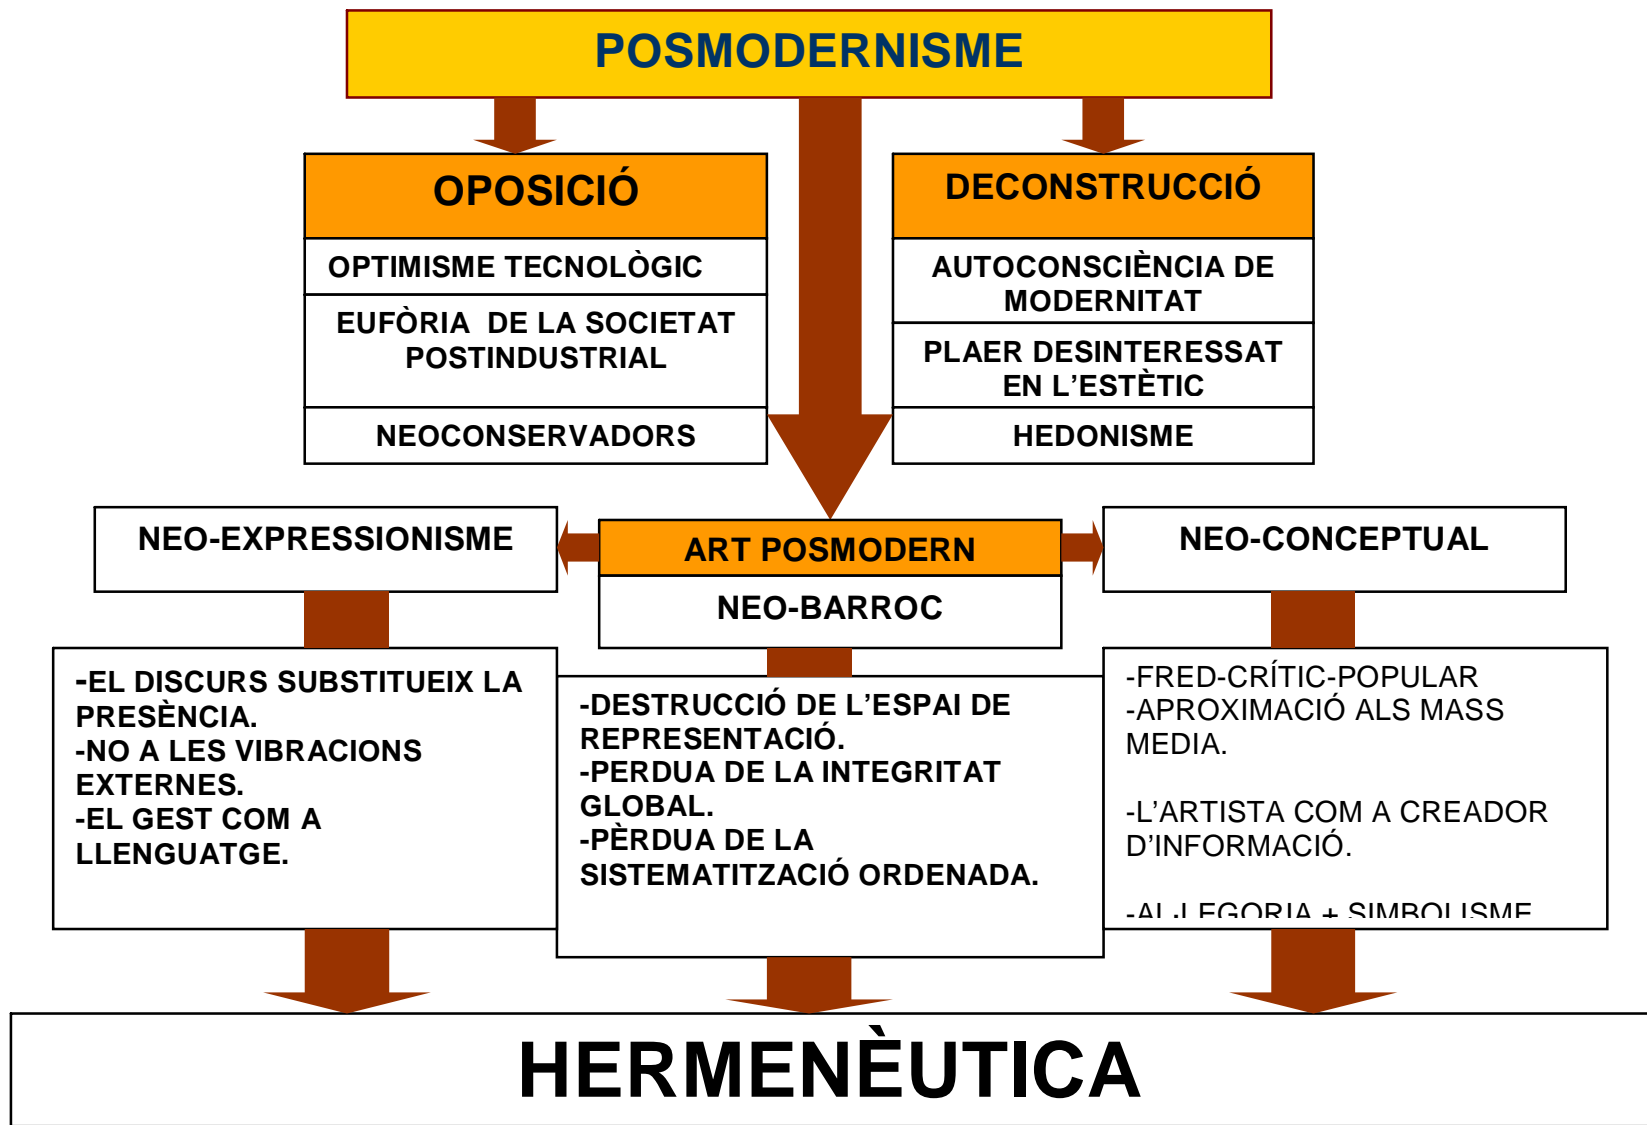 POSMODERNISME
OPOSICIÓ
OPTIMISME TECNOLÒGIC
EUFÒRIA DE LA SOCIETAT
POSTINDUSTRIAL
NEOCONSERVADORS
DECONSTRUCCIÓ
AUTOCONSCIÈNCIA DE
MODERNITAT
PLAER DESINTERESSAT
EN L’ESTÈTIC
HEDONISME
NEO-EXPRESSIONISME
ART POSMODERN
NEO-BARROC
NEO-CONCEPTUAL
-EL DISCURS SUBSTITUEIX LA
PRESÈNCIA.
-NO A LES VIBRACIONS
EXTERNES.
-EL GEST COM A
LLENGUATGE.
-DESTRUCCIÓ DE L’ESPAI DE
REPRESENTACIÓ.
-PERDUA DE LA INTEGRITAT
GLOBAL.
-PÈRDUA DE LA
SISTEMATITZACIÓ ORDENADA.
-FRED-CRÍTIC-POPULAR
-APROXIMACIÓ ALS MASS
MEDIA.
-L’ARTISTA COM A CREADOR
D’INFORMACIÓ.
-AL·LEGORIA + SIMBOLISME
HERMENÈUTICA